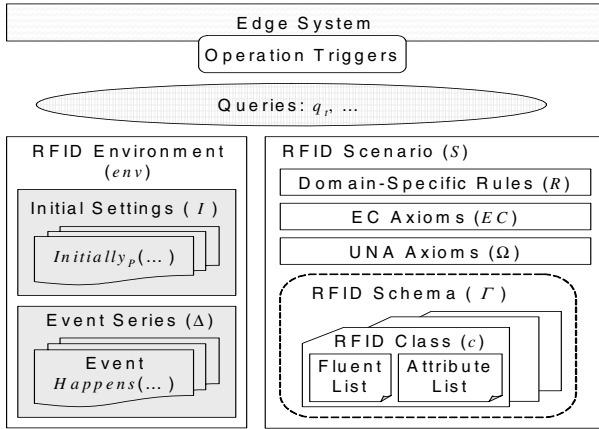 Edge System
Operation Triggers
Queries: q_t, ...
RFID Environment
(env)
Initial Settings (I)
Initially_P(...)
Event Series (Δ)
Event
Happens(...)
RFID Scenario (S)
Domain-Specific Rules (R)
EC Axioms (EC)
UNA Axioms (Ω)
RFID Schema (Γ)
RFID Class (c)
Fluent
List
Attribute
List